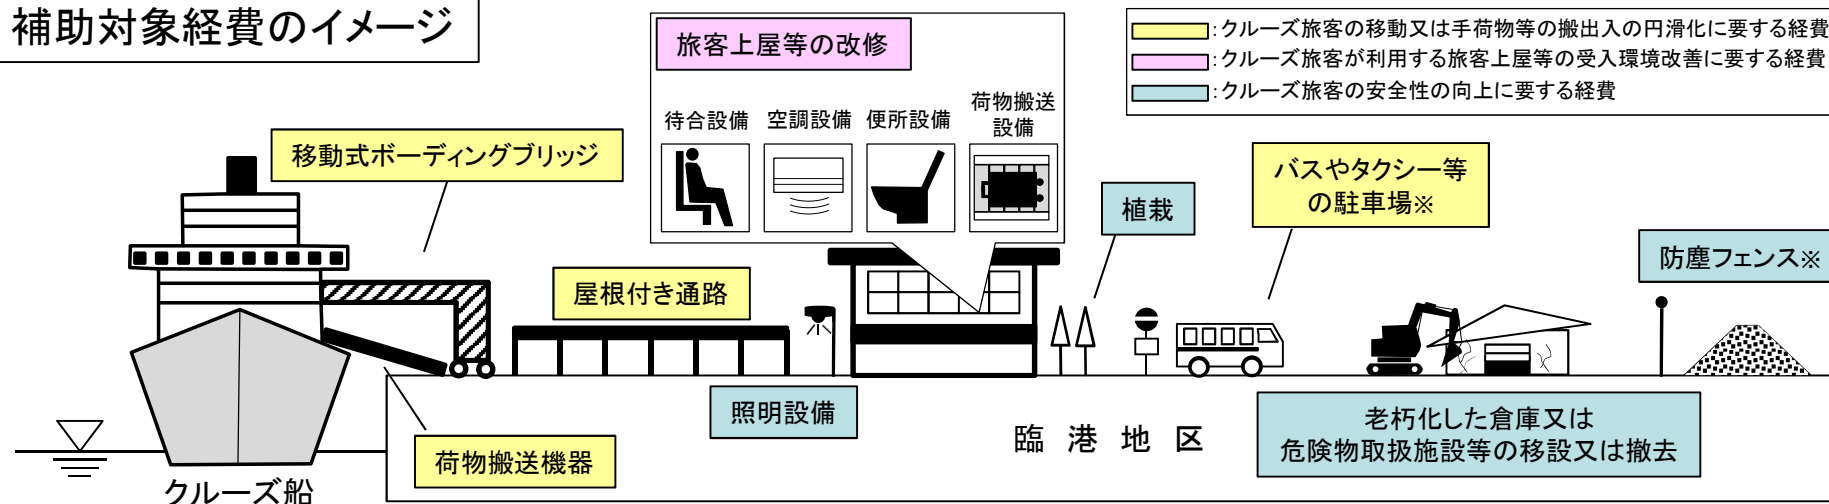 補助対象経費のイメージ
:クルーズ旅客の移動又は手荷物等の搬出入の円滑化に要する経費
:クルーズ旅客が利用する旅客上屋等の受入環境改善に要する経費
:クルーズ旅客の安全性の向上に要する経費
旅客上屋等の改修
待合設備
空調設備
便所設備
荷物搬送
設備
移動式ボーディングブリッジ
屋根付き通路
植栽
バスやタクシー等
の駐車場※
防塵フェンス※
照明設備
荷物搬送機器
臨港地区
老朽化した倉庫又は
危険物取扱施設等の移設又は撤去
クルーズ船